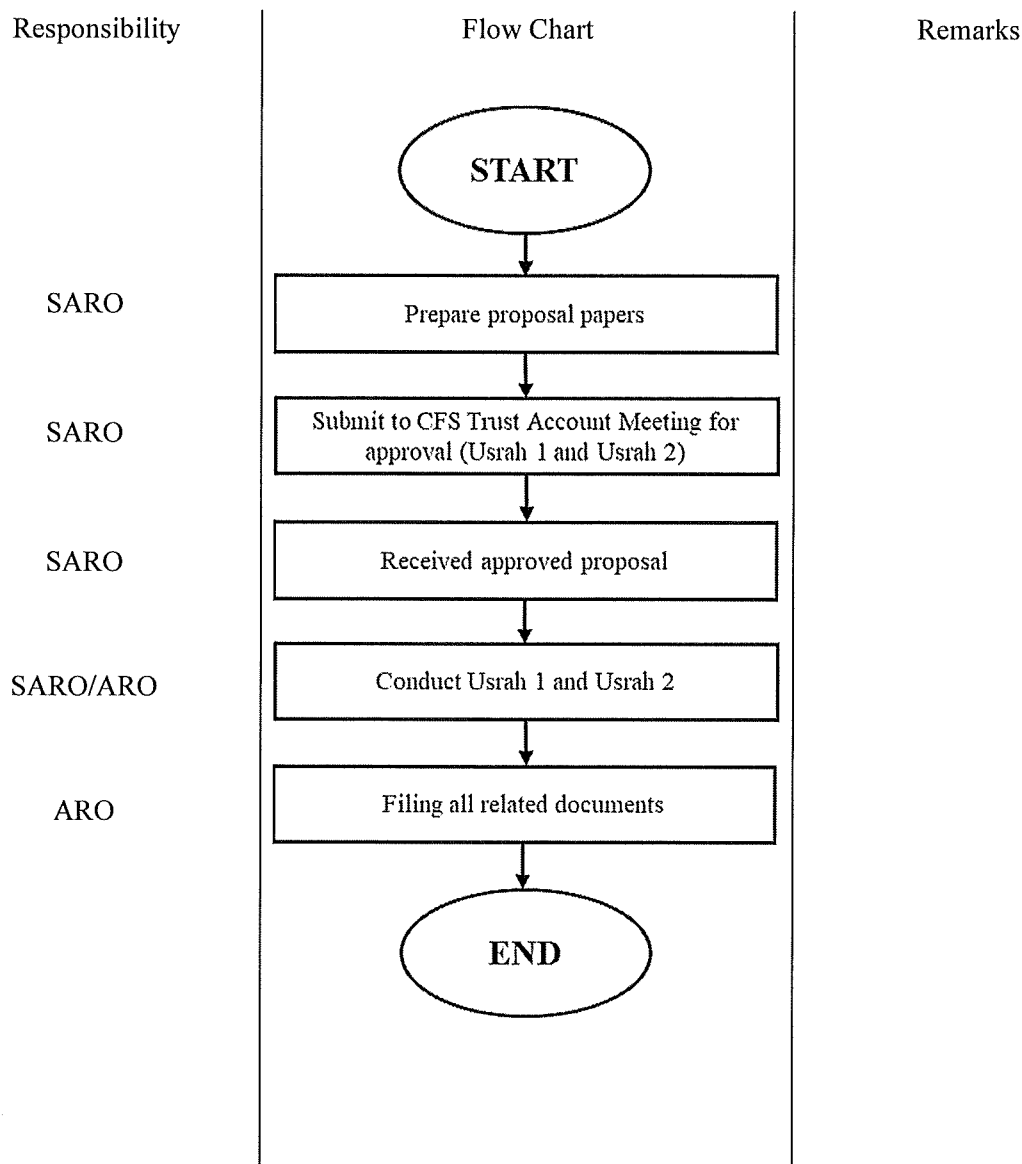 Responsibility
Flow Chart
Remarks
START
SARO
Prepare proposal papers
SARO
Submit to CFS Trust Account Meeting for
approval (Usrah 1 and Usrah 2)
SARO
Received approved proposal
SARO/ARO
Conduct Usrah 1 and Usrah 2
ARO
Filing all related documents
END